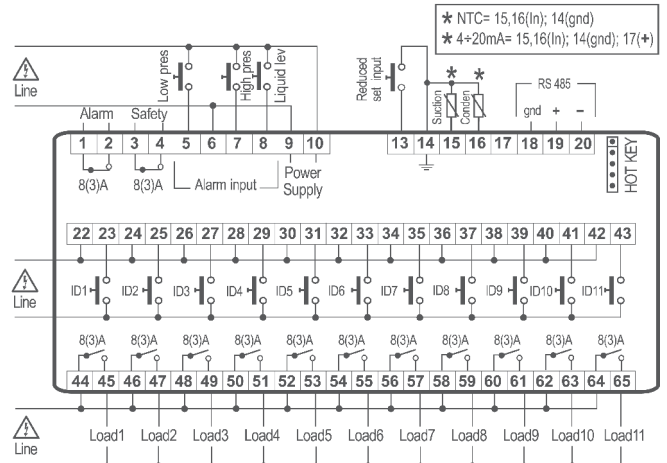 * NTC= 15,16(In); 14(gnd)
* 4÷20mA= 15,16(In); 14(gnd); 17(+)
Line
Low pres
High pres
Liquid lev
Reduced set input
* *
Suction
Conden
RS 485
gnd + −
Alarm Safety
1 2 3 4 5 6 7 8 9 10 13 14 15 16 17 18 19 20
8(3)A 8(3)A Alarm input Power Supply
HOT KEY
22 23 24 25 26 27 28 29 30 31 32 33 34 35 36 37 38 39 40 41 42 43
Line
ID1 ID2 ID3 ID4 ID5 ID6 ID7 ID8 ID9 ID10 ID11
8(3)A 8(3)A 8(3)A 8(3)A 8(3)A 8(3)A 8(3)A 8(3)A 8(3)A 8(3)A 8(3)A
44 45 46 47 48 49 50 51 52 53 54 55 56 57 58 59 60 61 62 63 64 65
Line
Load1 Load2 Load3 Load4 Load5 Load6 Load7 Load8 Load9 Load10 Load11